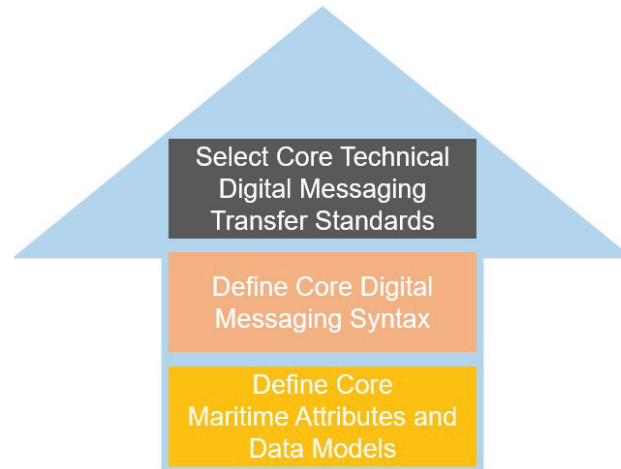 Select Core Technical
Digital Messaging
Transfer Standards
Define Core Digital
Messaging Syntax
Define Core
Maritime Attributes and
Data Models